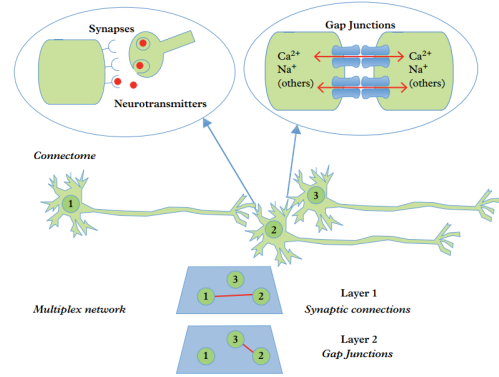 Synapses
Neurotransmitters
Gap Junctions
Ca²⁺
Na⁺
(others)
Ca²⁺
Na⁺
(others)
Connectome
1
3
2
Multiplex network
3
1
2
Layer 1
Synaptic connections
3
1
2
Layer 2
Gap Junctions